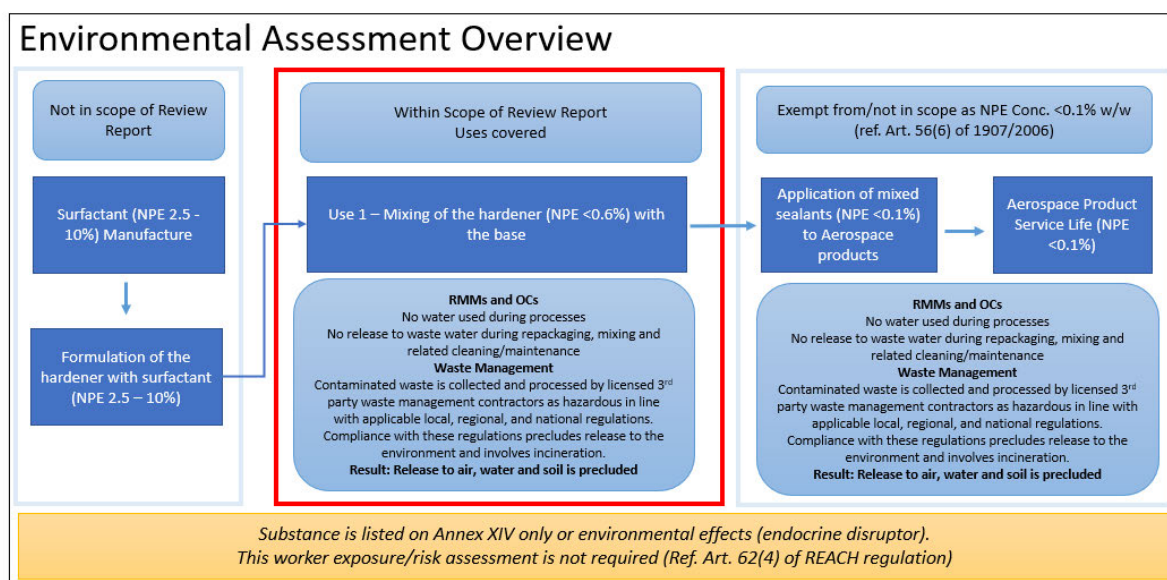 Environmental Assessment Overview
Not in scope of Review
Report
Surfactant (NPE 2.5 -
10%) Manufacture
Formulation of the
hardener with surfactant
(NPE 2.5 – 10%)
Within Scope of Review Report
Uses covered
Use 1 – Mixing of the hardener (NPE <0.6%) with
the base
RMMs and OCs
No water used during processes
No release to waste water during repackaging, mixing and
related cleaning/maintenance
Waste Management
Contaminated waste is collected and processed by licensed 3rd
party waste management contractors as hazardous in line
with applicable local, regional, and national regulations.
Compliance with these regulations precludes release to the
environment and involves incineration.
Result: Release to air, water and soil is precluded
Exempt from/not in scope as NPE Conc. <0.1% w/w
(ref. Art. 56(6) of 1907/2006)
Application of mixed
sealants (NPE <0.1%)
to Aerospace
products
Aerospace Product
Service Life (NPE
<0.1%)
RMMs and OCs
No water used during processes
No release to waste water during repackaging, mixing and
related cleaning/maintenance
Waste Management
Contaminated waste is collected and processed by licensed 3rd
party waste management contractors as hazardous in line with
applicable local, regional, and national regulations.
Compliance with these regulations precludes release to the
environment and involves incineration.
Result: Release to air, water and soil is precluded
Substance is listed on Annex XIV only or environmental effects (endocrine disruptor).
This worker exposure/risk assessment is not required (Ref. Art. 62(4) of REACH regulation)